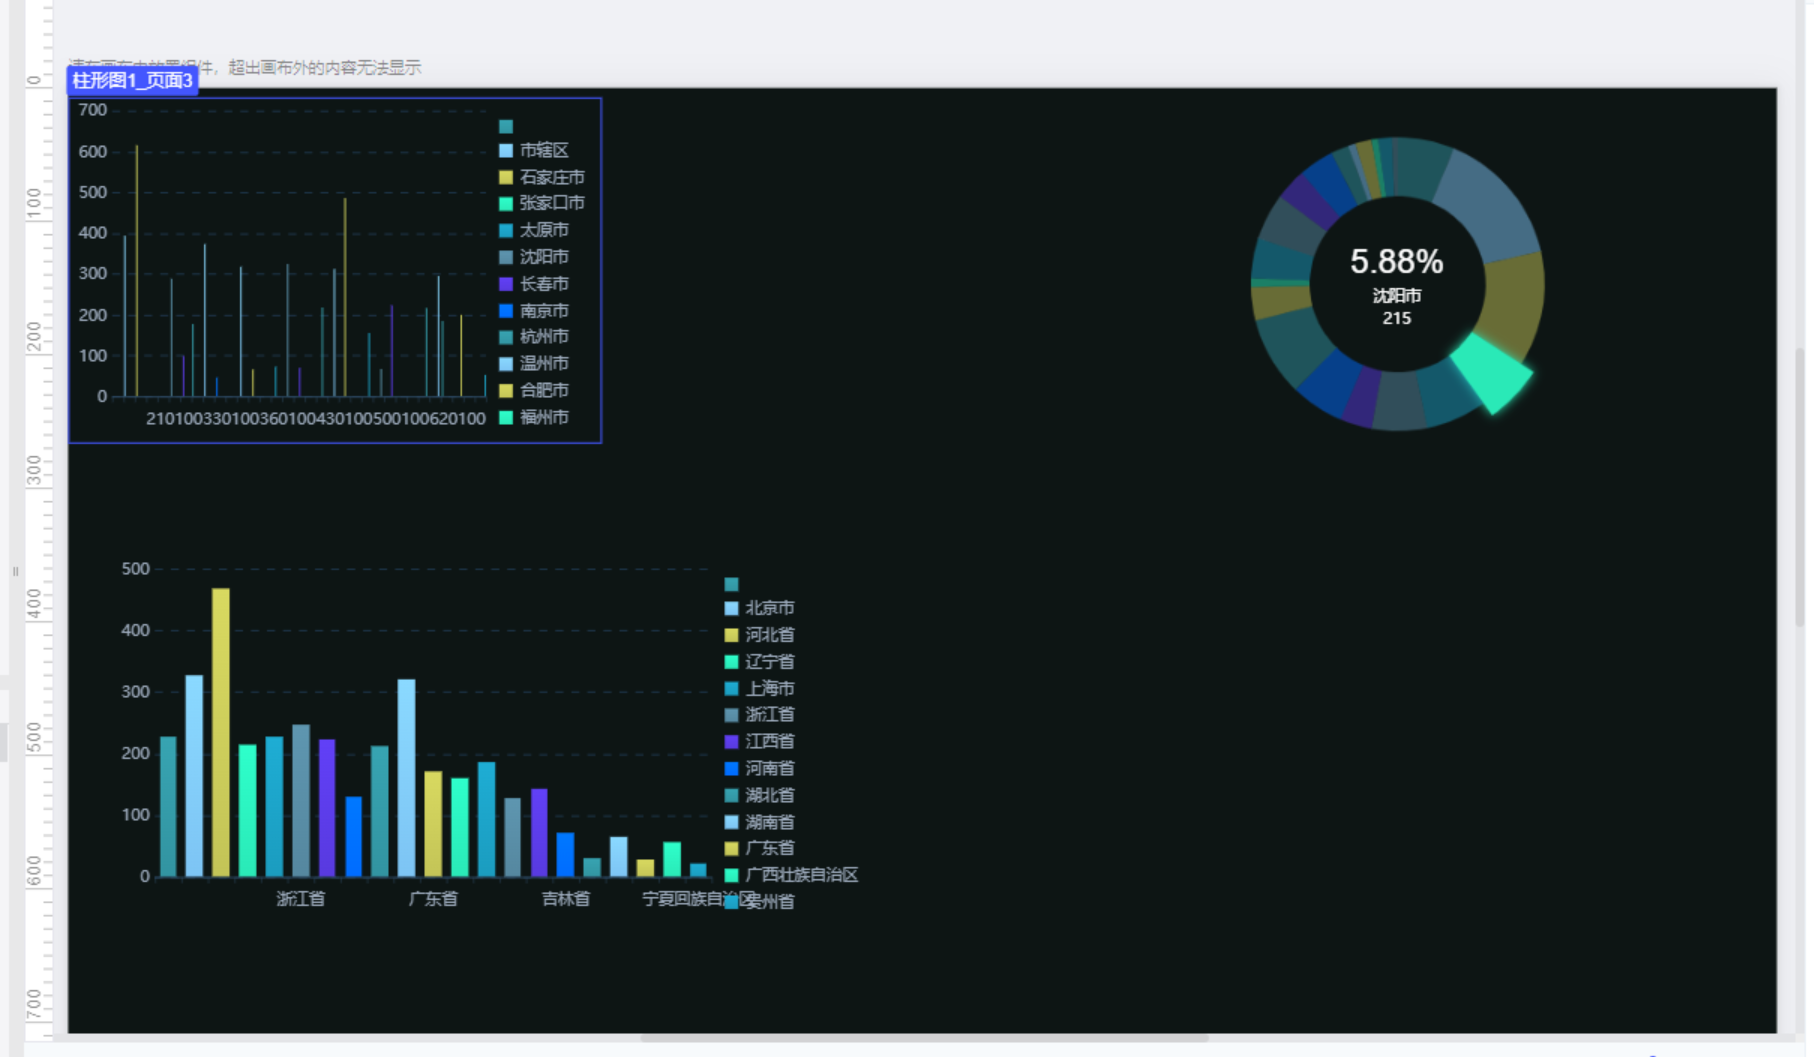 件，超出画布外的内容无法显示
柱形图1_页面3
700
600
500
400
300
200
100
0
210100330100360100430100500100620100
市辖区
石家庄市
张家口市
太原市
沈阳市
长春市
南京市
杭州市
温州市
合肥市
福州市
5.88%
沈阳市
215
500
400
300
200
100
0
浙江省 广东省 吉林省 宁夏回族自治区
北京市
河北省
辽宁省
上海市
浙江省
江西省
河南省
湖北省
湖南省
广东省
广西壮族自治区
贵州省
0
100
200
300
400
500
600
700